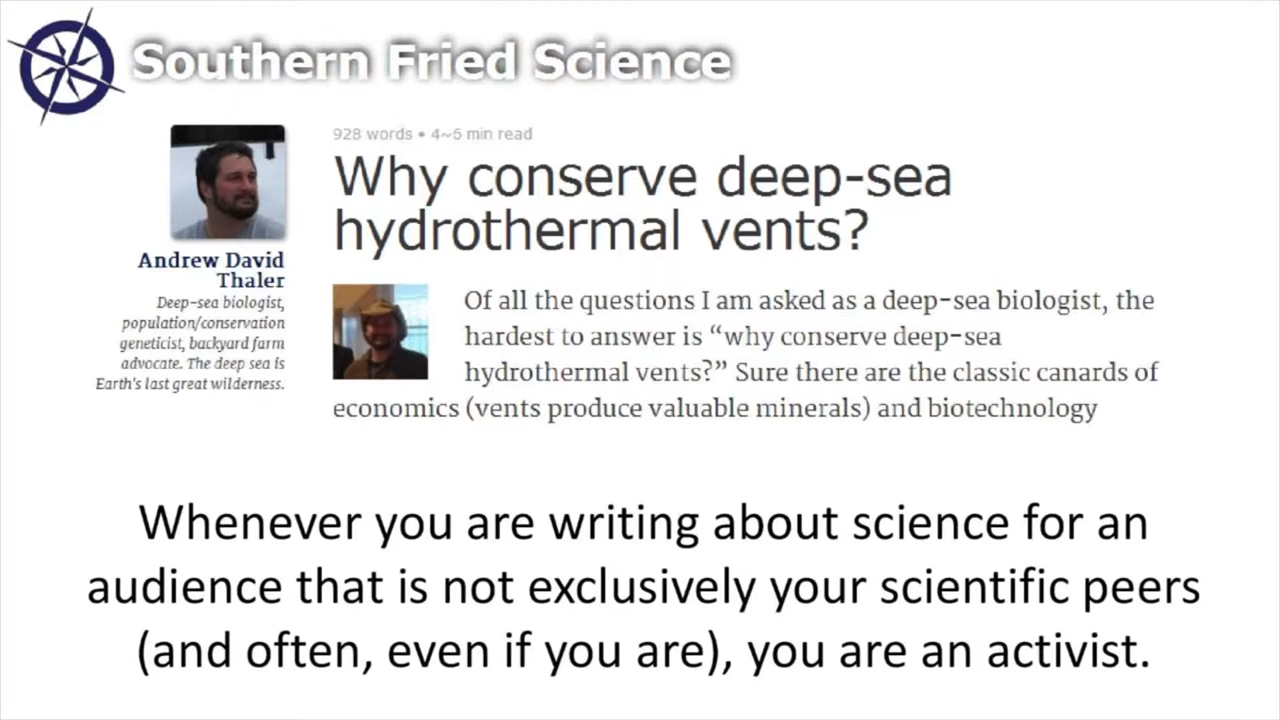 Southern Fried Science
928 words • 4~6 min read
Why conserve deep-sea
hydrothermal vents?
Andrew David
Thaler
Deep-sea biologist,
population/conservation
geneticist, backyard farm
advocate. The deep sea is
Earth's last great wilderness.
Of all the questions I am asked as a deep-sea biologist, the
hardest to answer is “why conserve deep-sea
hydrothermal vents?” Sure there are the classic canards of
economics (vents produce valuable minerals) and biotechnology
Whenever you are writing about science for an
audience that is not exclusively your scientific peers
(and often, even if you are), you are an activist.